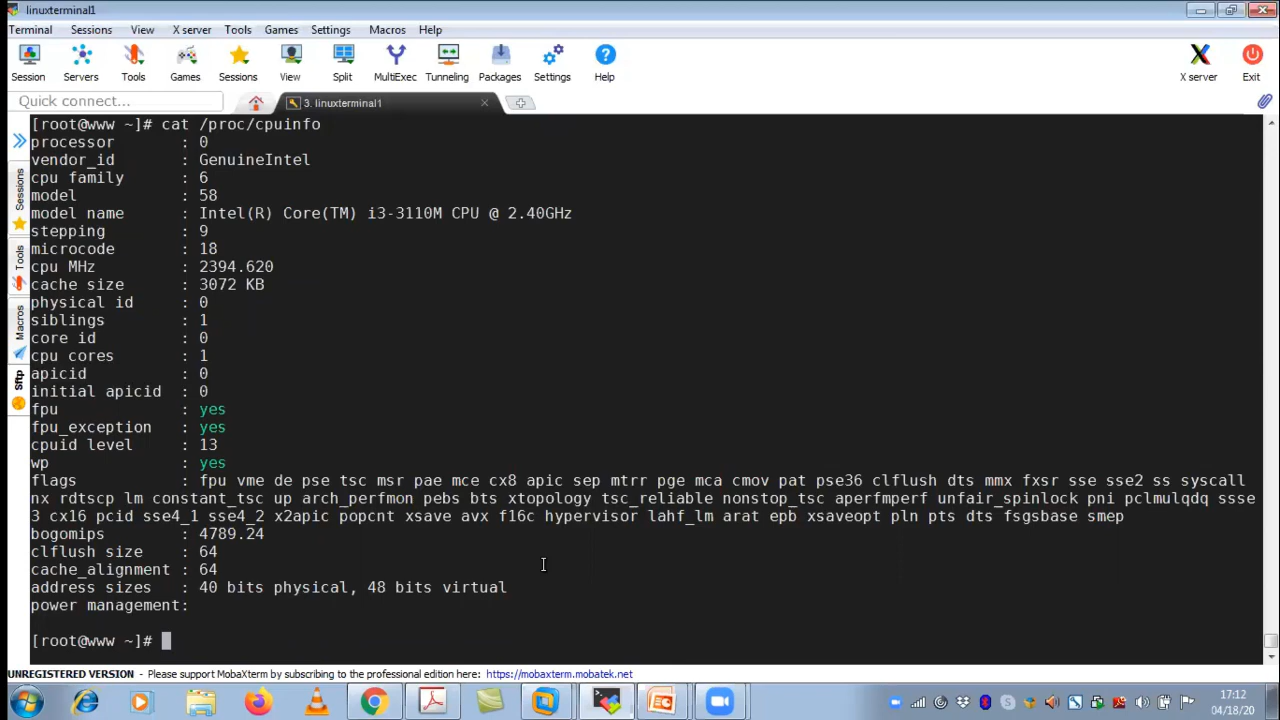 linuxterminal1
Terminal Sessions View X server Tools Games Settings Macros Help
Session Servers Tools Games Sessions View Split MultiExec Tunneling Packages Settings Help X server Exit
Quick connect...
3. linuxterminal1
Sessions
Tools
Macros
Sftp
[root@www ~]# cat /proc/cpuinfo
processor : 0
vendor_id : GenuineIntel
cpu family : 6
model : 58
model name : Intel(R) Core(TM) i3-3110M CPU @ 2.40GHz
stepping : 9
microcode : 18
cpu MHz : 2394.620
cache size : 3072 KB
physical id : 0
siblings : 1
core id : 0
cpu cores : 1
apicid : 0
initial apicid : 0
fpu : yes
fpu_exception : yes
cpuid level : 13
wp : yes
flags : fpu vme de pse tsc msr pae mce cx8 apic sep mtrr pge mca cmov pat pse36 clflush dts mmx fxsr sse sse2 ss syscall
nx rdtscp lm constant_tsc up arch_perfmon pebs bts xtopology tsc_reliable nonstop_tsc aperfmperf unfair_spinlock pni pclmulqdq ssse
3 cx16 pcid sse4_1 sse4_2 x2apic popcnt xsave avx f16c hypervisor lahf_lm arat epb xsaveopt pln pts dts fsgsbase smep
bogomips : 4789.24
clflush size : 64
cache_alignment : 64
address sizes : 40 bits physical, 48 bits virtual
power management:
[root@www ~]#
UNREGISTERED VERSION - Please support MobaXterm by subscribing to the professional edition here: https://mobaxterm.mobatek.net
17:12
04/18/20